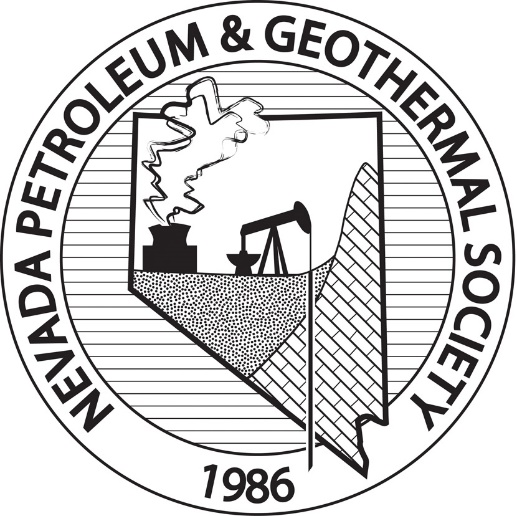 NEVADA PETROLEUM & GEOTHERMAL SOCIETY
1986